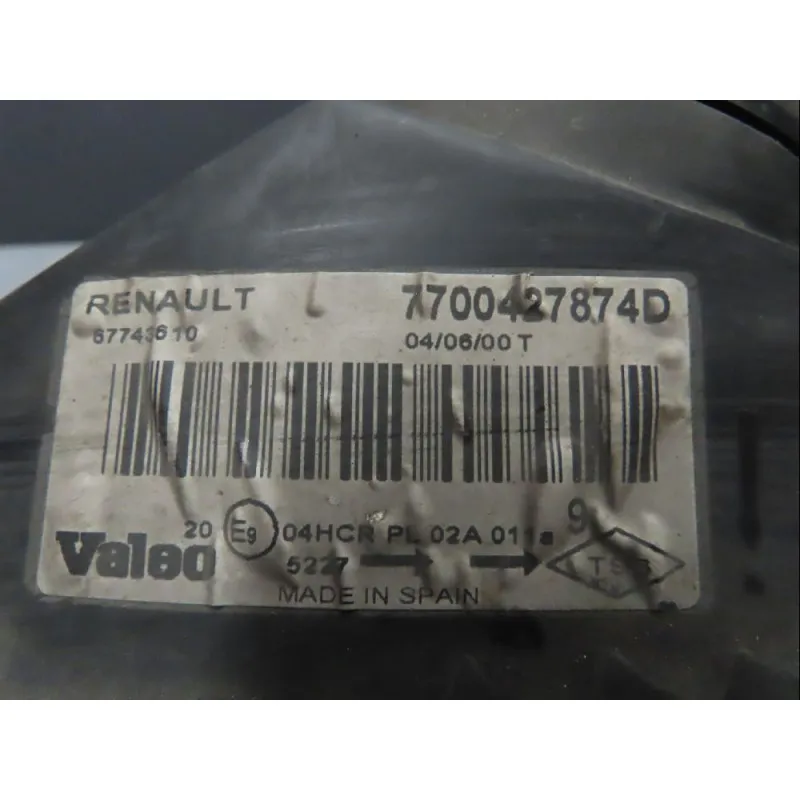 RENAULT 7700427874D
67743610 04/06/00 T
9
20 E9 04HCR PL 02A 011a
Valeo 5227
MADE IN SPAIN